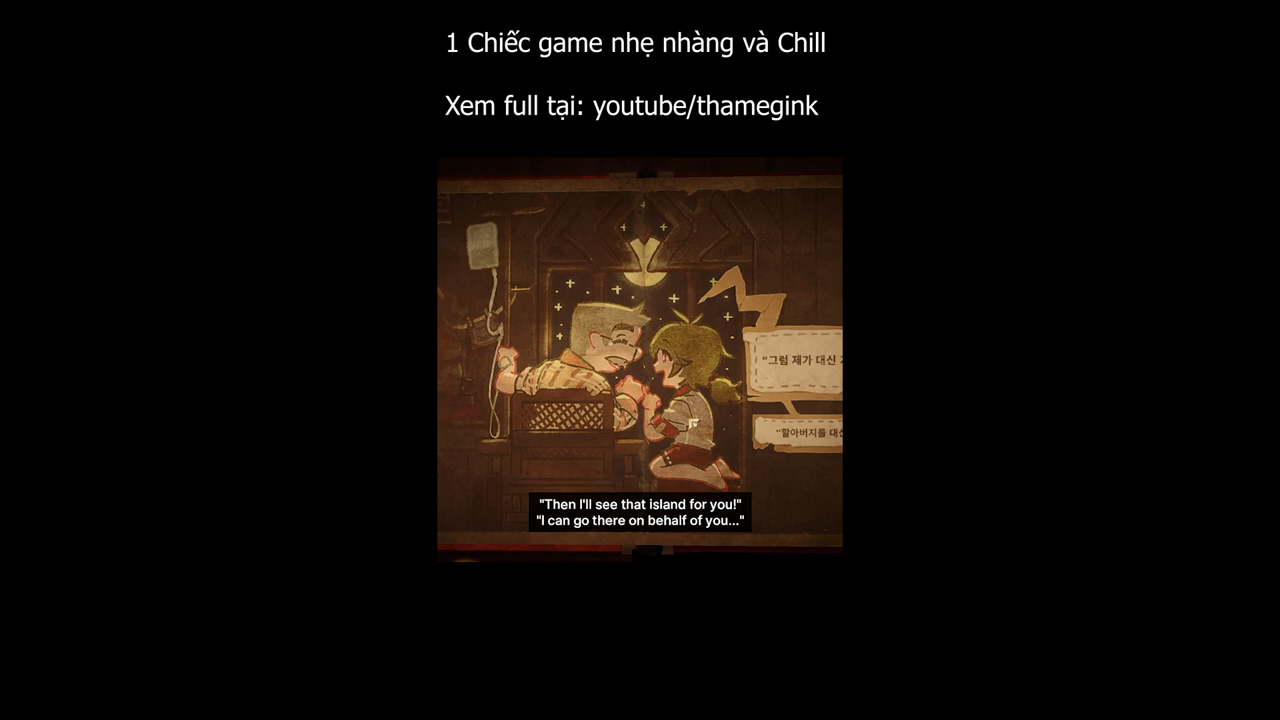 1 Chiếc game nhẹ nhàng và Chill
Xem full tại: youtube/thamegink
"그럼 제가 대신
"할아버지를 대신
"Then I'll see that island for you!"
"I can go there on behalf of you..."